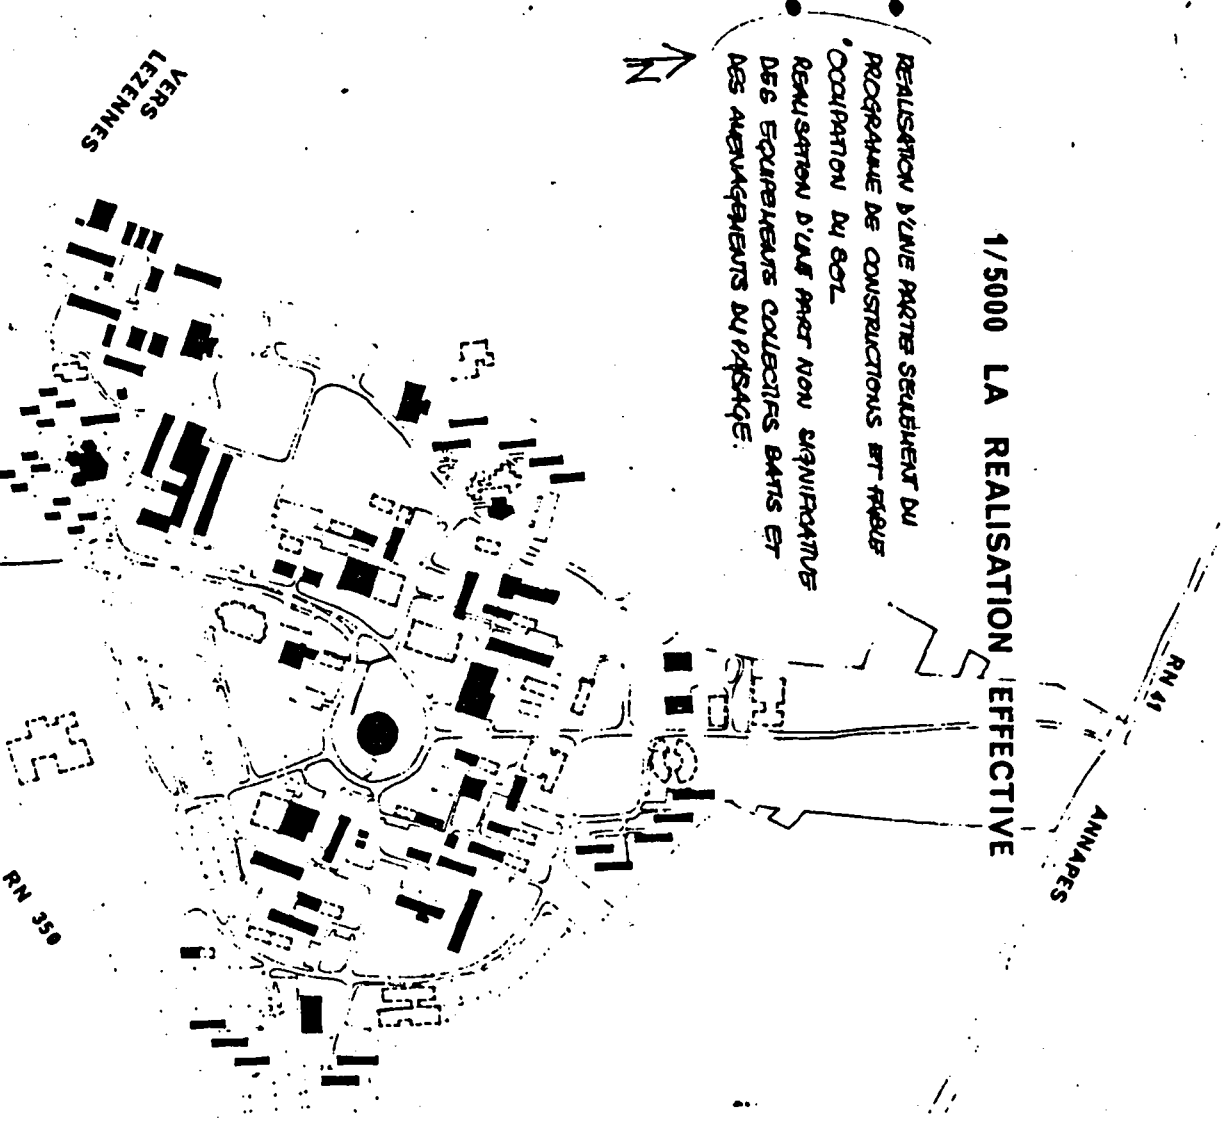 1/5000 LA REALISATION EFFECTIVE
REALISATION D'UNE PARTIE SEULEMENT DU
PROGRAMME DE CONSTRUCTIONS ET FAIBLE
OCCUPATION DU SOL
REALISATION D'UNE PART NON SIGNIFICATIVE
DES EQUIPEMENTS COLLECTIFS BATIS ET
DES AMENAGEMENTS DU PAYSAGE.
N
VERS
LEZENNES
RN 41
ANNAPES
RN 350